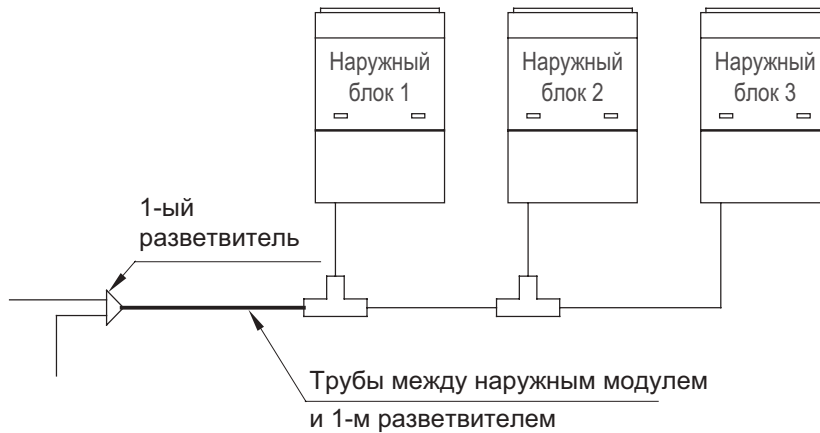 Наружный
блок 1
Наружный
блок 2
Наружный
блок 3
1-ый
разветвитель
Трубы между наружным модулем
и 1-м разветвителем